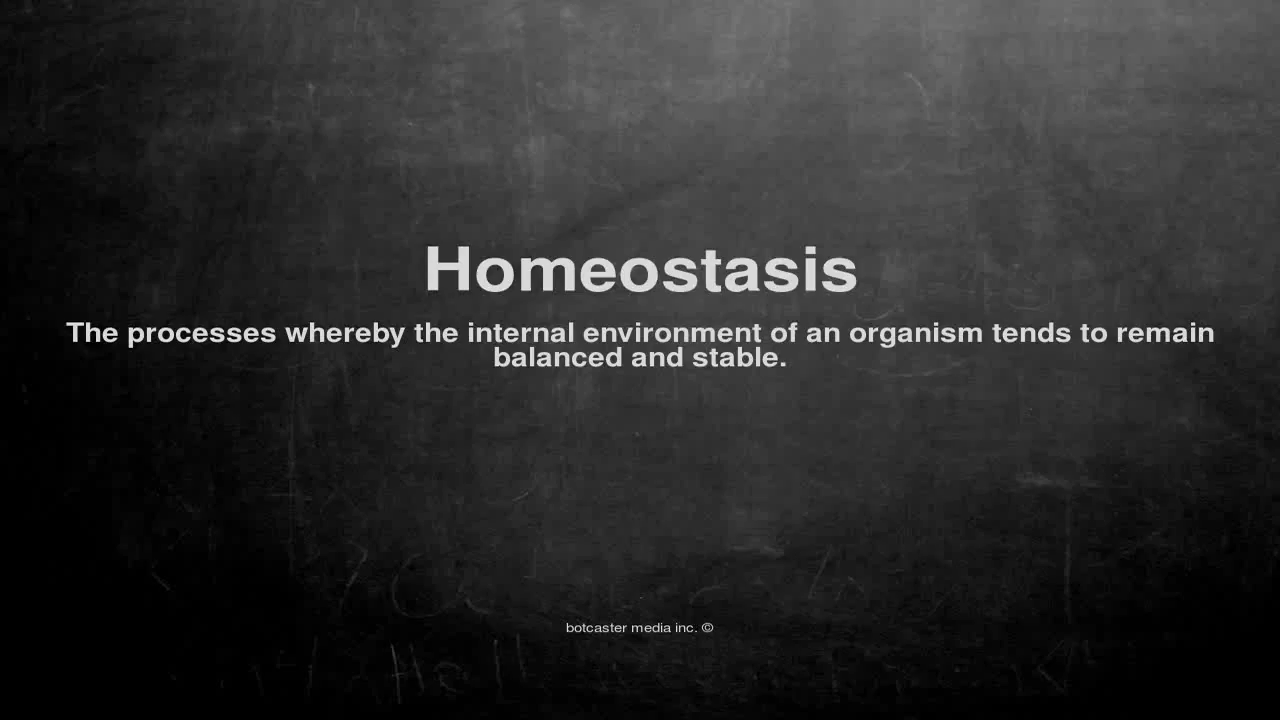 Homeostasis
The processes whereby the internal environment of an organism tends to remain
balanced and stable.
botcaster media inc. ©